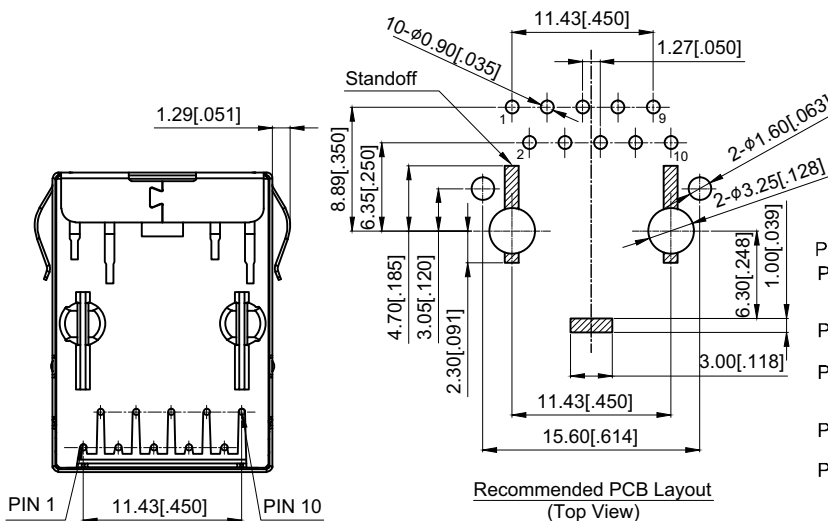 11.43[.450]
10-ø0.90[.035]
1.27[.050]
Standoff
1.29[.051]
1
9
2
10
2-ø1.60[.063]
2-ø3.25[.128]
8.89[.350]
6.35[.250]
4.70[.185]
3.05[.120]
2.30[.091]
6.30[.248]
1.00[.039]
3.00[.118]
11.43[.450]
15.60[.614]
P
P
P
P
P
P
PIN 1
11.43[.450]
PIN 10
Recommended PCB Layout
(Top View)